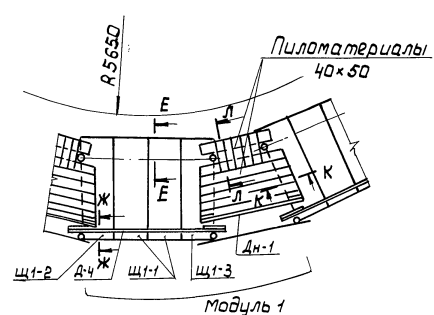 R5650
Пиломатериалы
40×50
Е
Л
Е
К
Л
К
Ж
Дн-1
Щ1-2
Д-4
Щ1-1
Щ1-3
Ж
Модуль 1